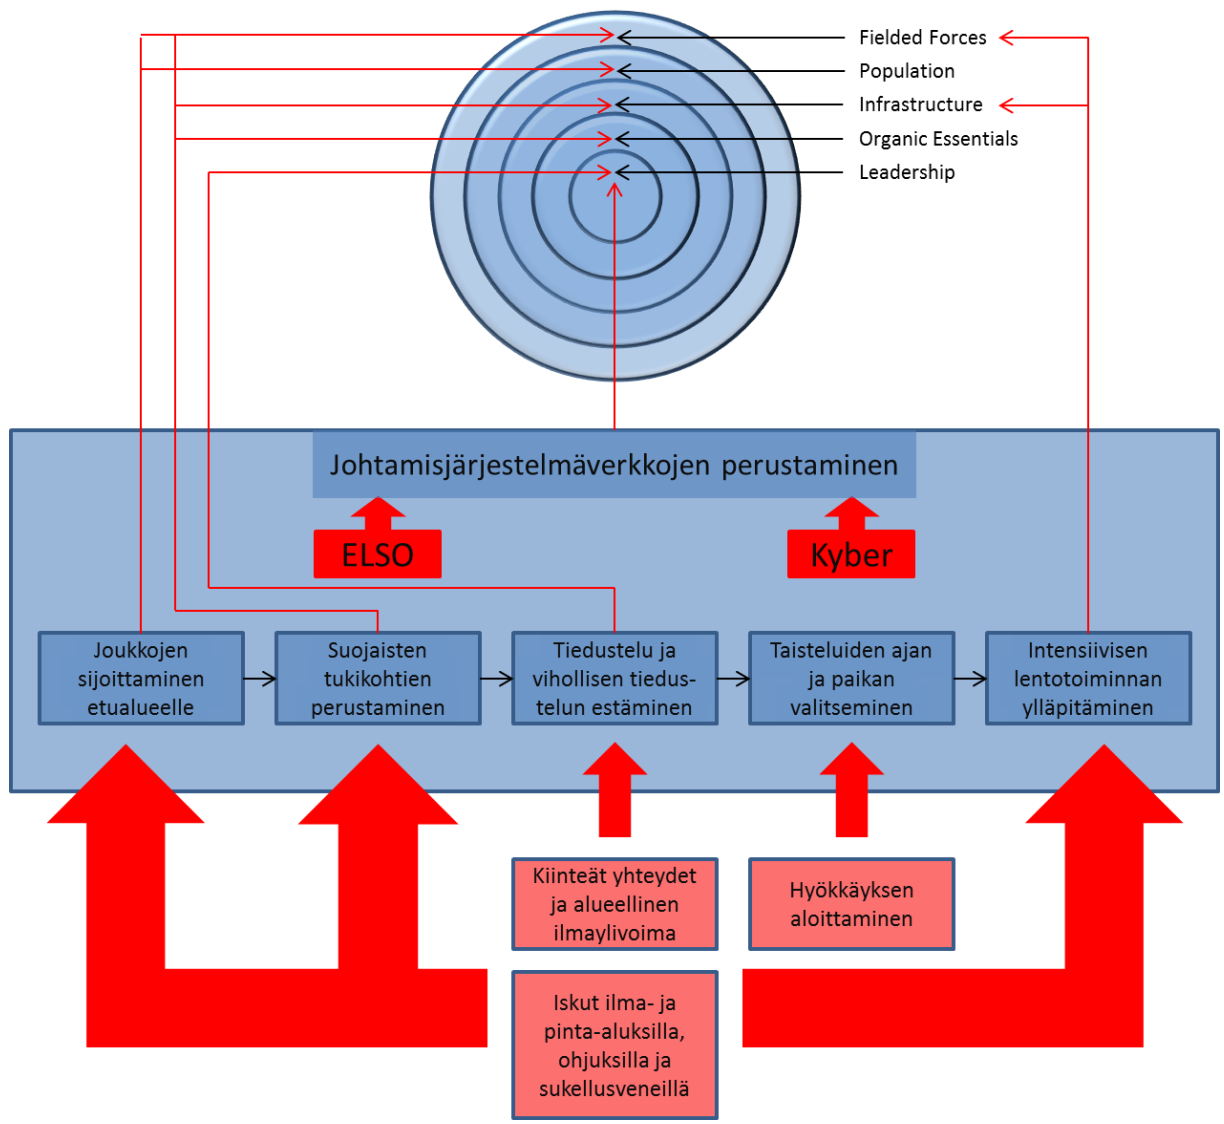 Fielded Forces
Population
Infrastructure
Organic Essentials
Leadership
Johtamisjärjestelmäverkkojen perustaminen
ELSO
Kyber
Joukkojen
sijoittaminen
etualueelle
Suojaisten
tukikohtien
perustaminen
Tiedustelu ja
vihollisen tiedus-
telun estäminen
Taisteluiden ajan
ja paikan
valitseminen
Intensiivisen
lentotoiminnan
ylläpitäminen
Kiinteät yhteydet
ja alueellinen
ilmaylivoima
Hyökkäyksen
aloittaminen
Iskut ilma- ja
pinta-aluksilla,
ohjuksilla ja
sukellusveneillä